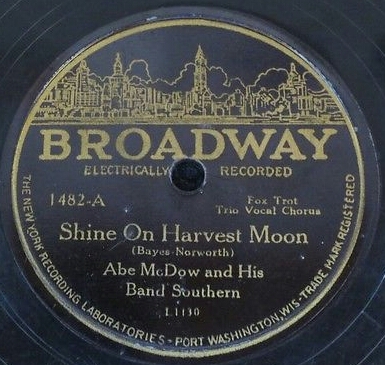 BROADWAY
ELECTRICALLY RECORDED
1482-A
Fox Trot
Trio Vocal Chorus
Shine On Harvest Moon
(Bayes-Norworth)
Abe McDow and His
Band Southern
L1130
THE NEW YORK RECORDING LABORATORIES - PORT WASHINGTON, WIS - TRADE MARK REGISTERED